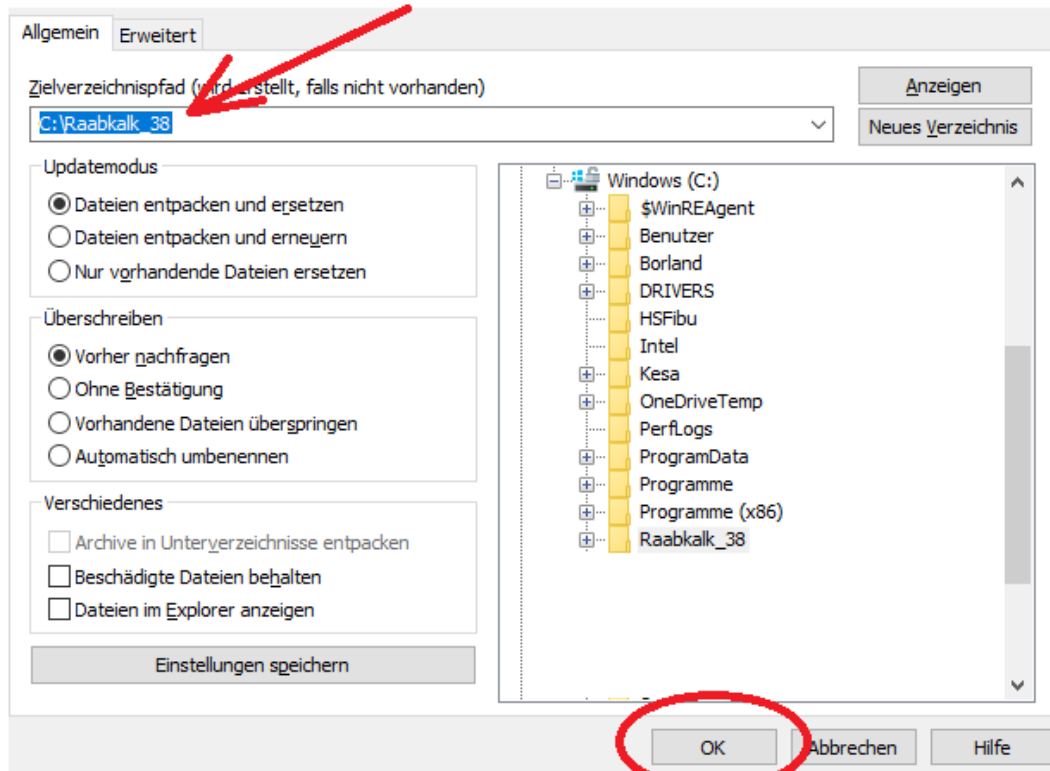 Allgemein
Erweitert
Zielverzeichnispfad (wird erstellt, falls nicht vorhanden)
Anzeigen
C:\Raabkalk_38
Neues Verzeichnis
Updatemodus
Dateien entpacken und ersetzen
Dateien entpacken und erneuern
Nur vorhandende Dateien ersetzen
Überschreiben
Vorher nachfragen
Ohne Bestätigung
Vorhandene Dateien überspringen
Automatisch umbenennen
Verschiedenes
Archive in Unterverzeichnisse entpacken
Beschädigte Dateien behalten
Dateien im Explorer anzeigen
Einstellungen speichern
Windows (C:)
$WinREAgent
Benutzer
Borland
DRIVERS
HSFibu
Intel
Kesa
OneDriveTemp
PerfLogs
ProgramData
Programme
Programme (x86)
Raabkalk_38
OK
Abbrechen
Hilfe